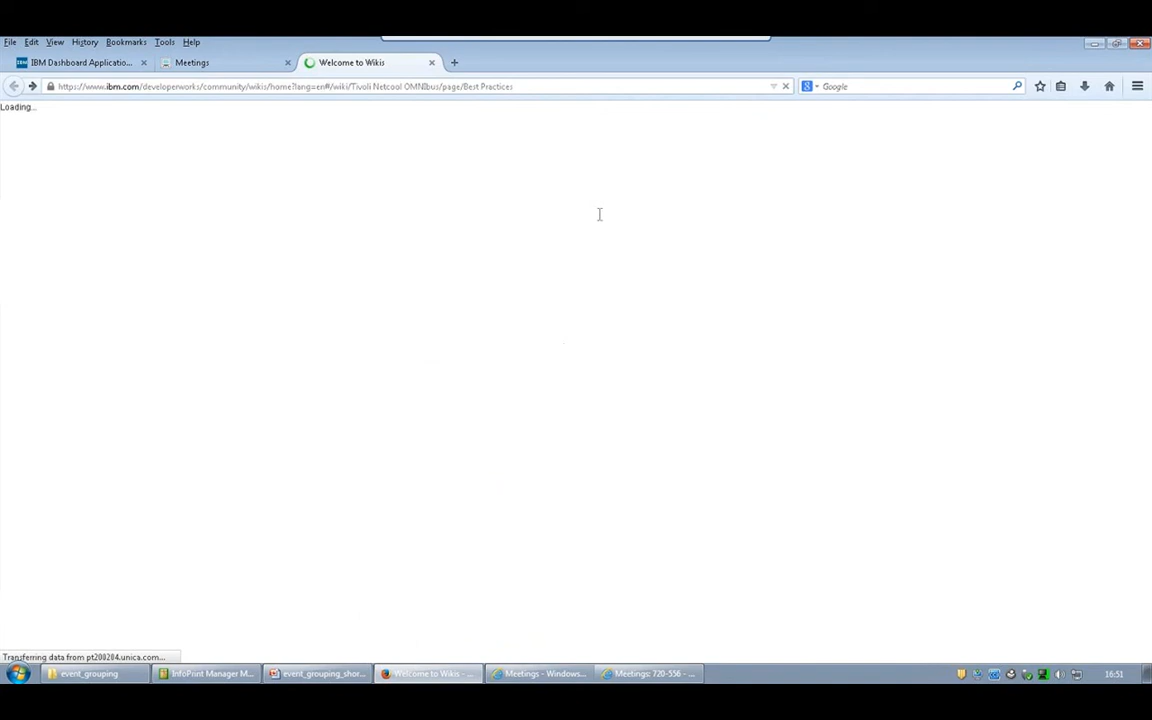 File Edit View History Bookmarks Tools Help
IBM Dashboard Applicatio... Meetings Welcome to Wikis
https://www.ibm.com/developerworks/community/wikis/home?lang=en#/wiki/Tivoli Netcool OMNIbus/page/Best Practices Google
Loading...
Transferring data from pt200204.unica.com...
event_grouping InfoPrint Manager M... event_grouping_shor... Welcome to Wikis - ... Meetings - Windows... Meetings: 720-556 - ... 16:51